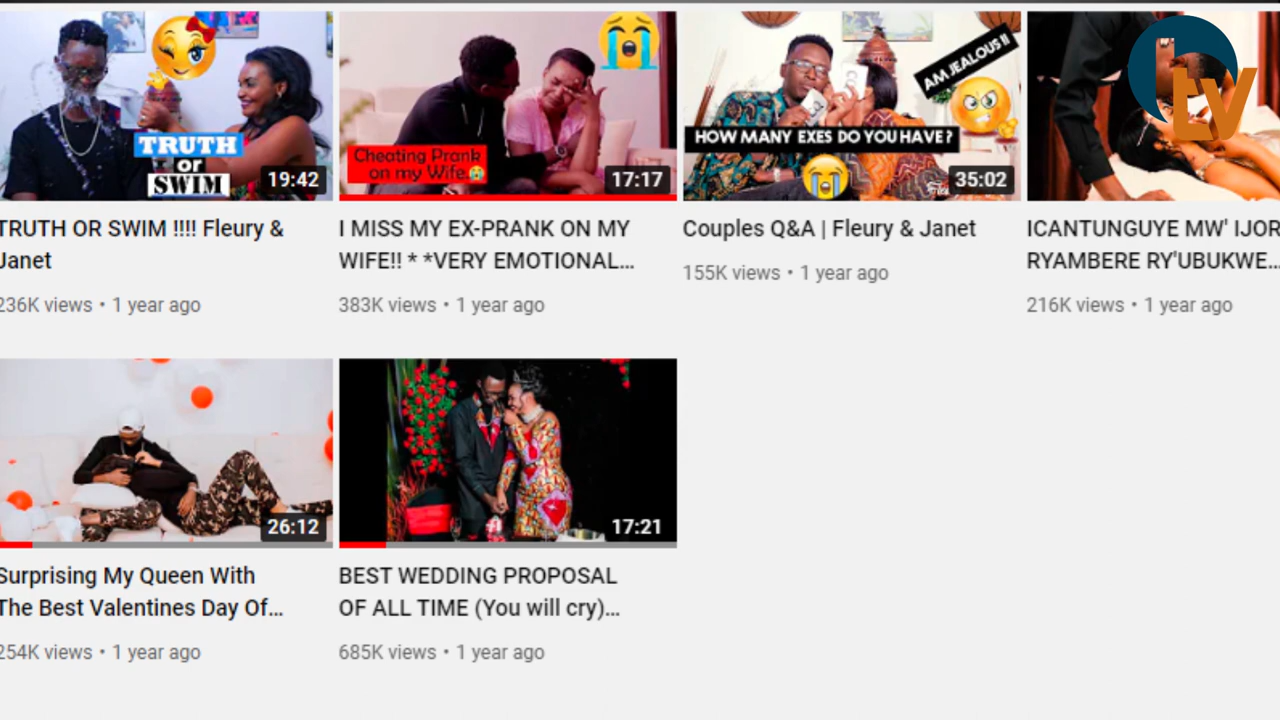 TRUTH
or
SWIM
19:42
TRUTH OR SWIM !!!! Fleury &
Janet
236K views • 1 year ago
Cheating Prank
on my Wife.
17:17
I MISS MY EX-PRANK ON MY
WIFE!! * *VERY EMOTIONAL...
383K views • 1 year ago
AM JEALOUS !!
HOW MANY EXES DO YOU HAVE ?
35:02
Couples Q&A | Fleury & Janet
155K views • 1 year ago
tv
ICANTUNGUYE MW' IJOR
RYAMBERE RY'UBUKWE...
216K views • 1 year ago
26:12
Surprising My Queen With
The Best Valentines Day Of...
254K views • 1 year ago
17:21
BEST WEDDING PROPOSAL
OF ALL TIME (You will cry)...
685K views • 1 year ago